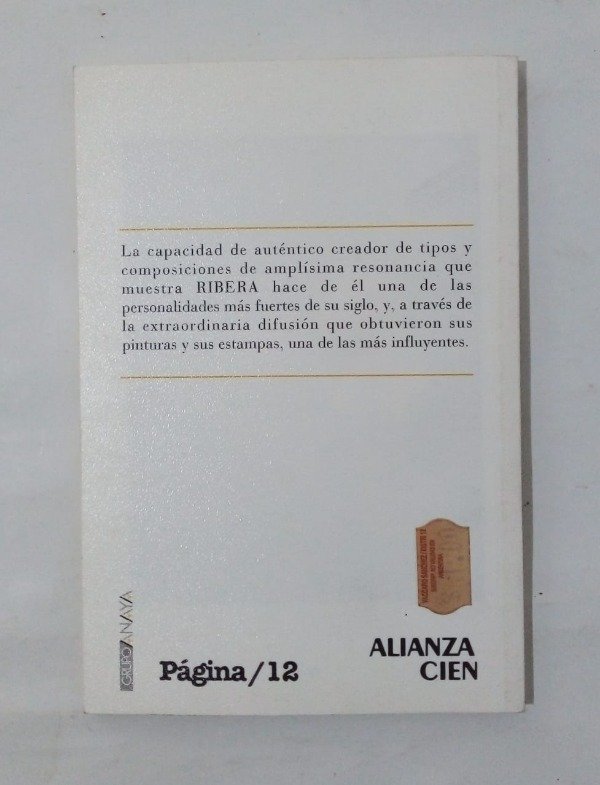 La capacidad de auténtico creador de tipos y
composiciones de amplísima resonancia que
muestra RIBERA hace de él una de las
personalidades más fuertes de su siglo, y, a través de
la extraordinaria difusión que obtuvieron sus
pinturas y sus estampas, una de las más influyentes.
GRUPO ANAYA
Página/12
ALIANZA
CIEN